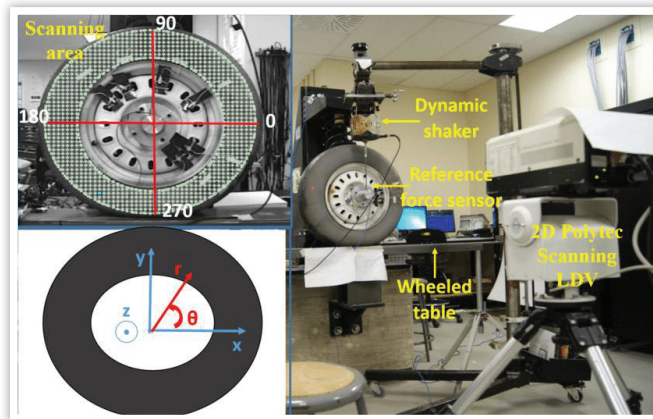 Scanning
area
90
180
0
270
y
r
z
θ
x
Dynamic
shaker
Reference
force sensor
2D Polytec
Scanning
LDV
Wheeled
table